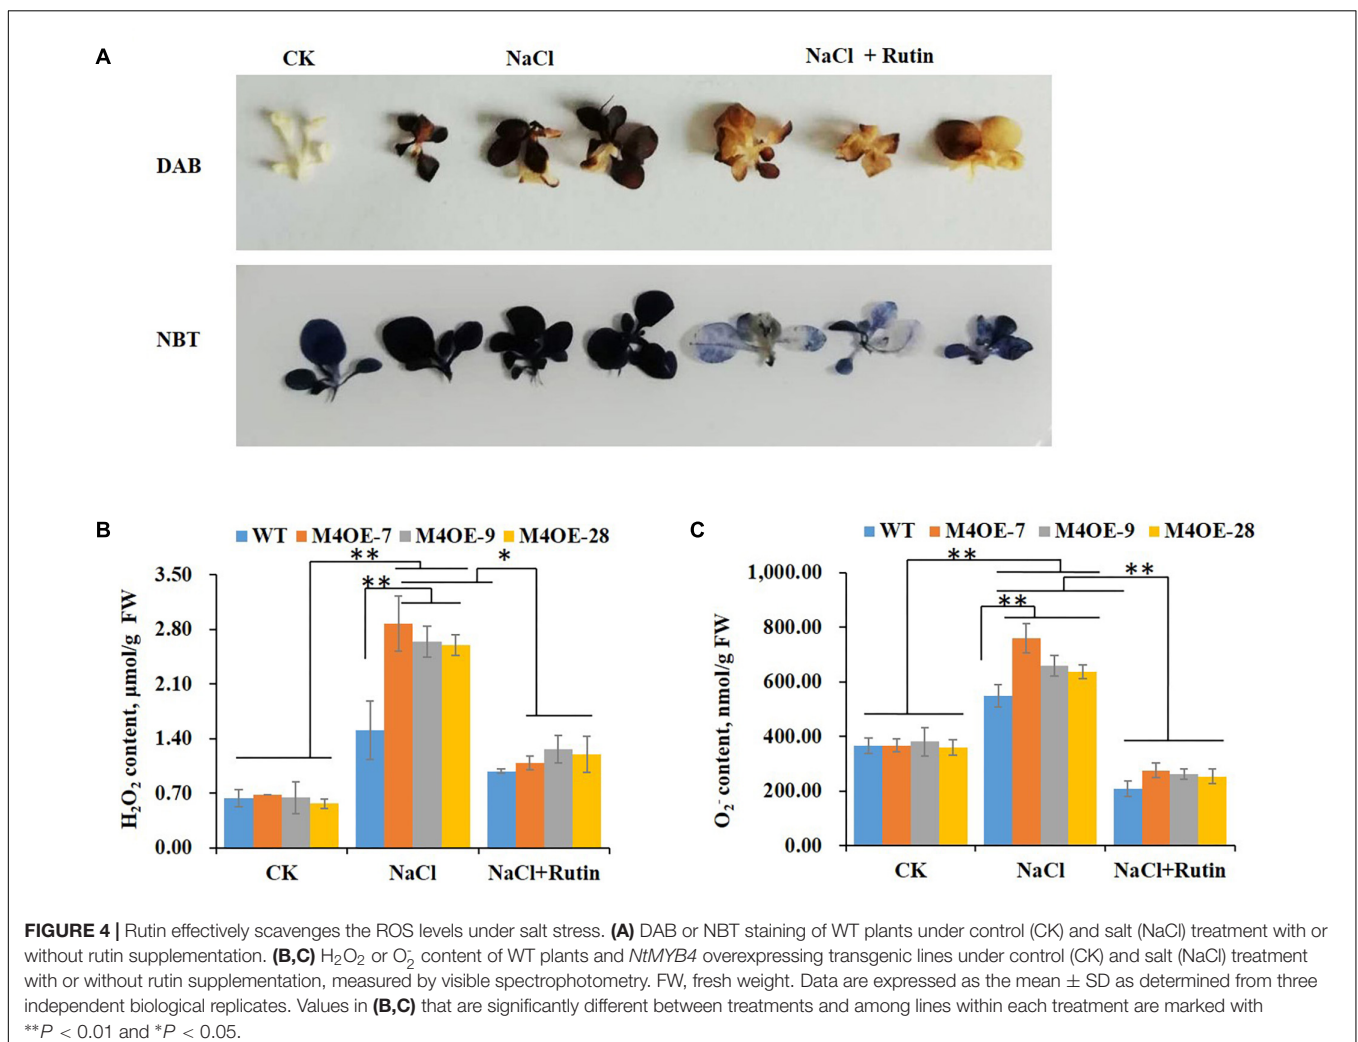 A
CK NaCl NaCl + Rutin
DAB
NBT
B
WT M4OE-7 M4OE-9 M4OE-28
** *
**
3.50
2.80
2.10
1.40
0.70
0.00
H₂O₂ content, µmol/g FW
CK NaCl NaCl+Rutin
C
WT M4OE-7 M4OE-9 M4OE-28
** **
**
1,000.00
800.00
600.00
400.00
200.00
0.00
O₂⁻ content, nmol/g FW
CK NaCl NaCl+Rutin
FIGURE 4 | Rutin effectively scavenges the ROS levels under salt stress. (A) DAB or NBT staining of WT plants under control (CK) and salt (NaCl) treatment with or
without rutin supplementation. (B,C) H₂O₂ or O₂⁻ content of WT plants and NtMYB4 overexpressing transgenic lines under control (CK) and salt (NaCl) treatment
with or without rutin supplementation, measured by visible spectrophotometry. FW, fresh weight. Data are expressed as the mean ± SD as determined from three
independent biological replicates. Values in (B,C) that are significantly different between treatments and among lines within each treatment are marked with
**P < 0.01 and *P < 0.05.